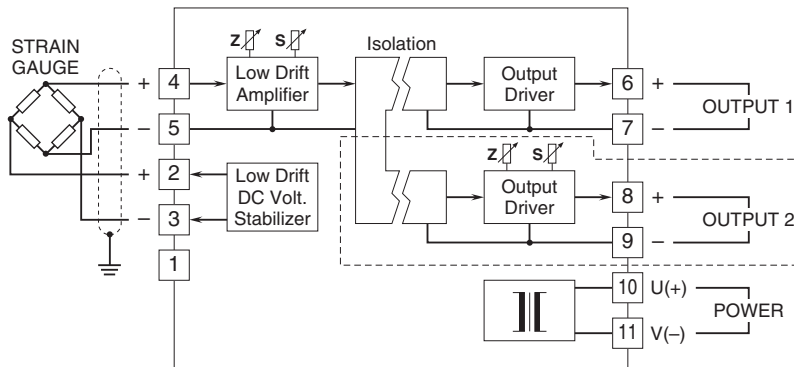 STRAIN
GAUGE
Z S
Isolation
+ 4
Low Drift
Amplifier
Output
Driver
6 +
OUTPUT 1
− 5
7 −
+ 2
Low Drift
DC Volt.
Stabilizer
− 3
1
Z S
Output
Driver
8 +
OUTPUT 2
9 −
10 U(+)
POWER
11 V(−)